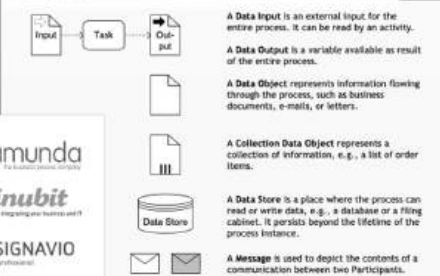 Input
Task
Out-
put
A Data Input is an external input for the
entire process. It can be read by an activity.
A Data Output is a variable available as result
of the entire process.
A Data Object represents information flowing
through the process, such as business
documents, e-mails, or letters.
A Collection Data Object represents a
collection of information, e.g., a list of order
items.
Data Store
A Data Store is a place where the process can
read or write data, e.g., a database or a filing
cabinet. It persists beyond the lifetime of the
process instance.
A Message is used to depict the contents of a
communication between two Participants.
munda
inubit
SIGNAVIO